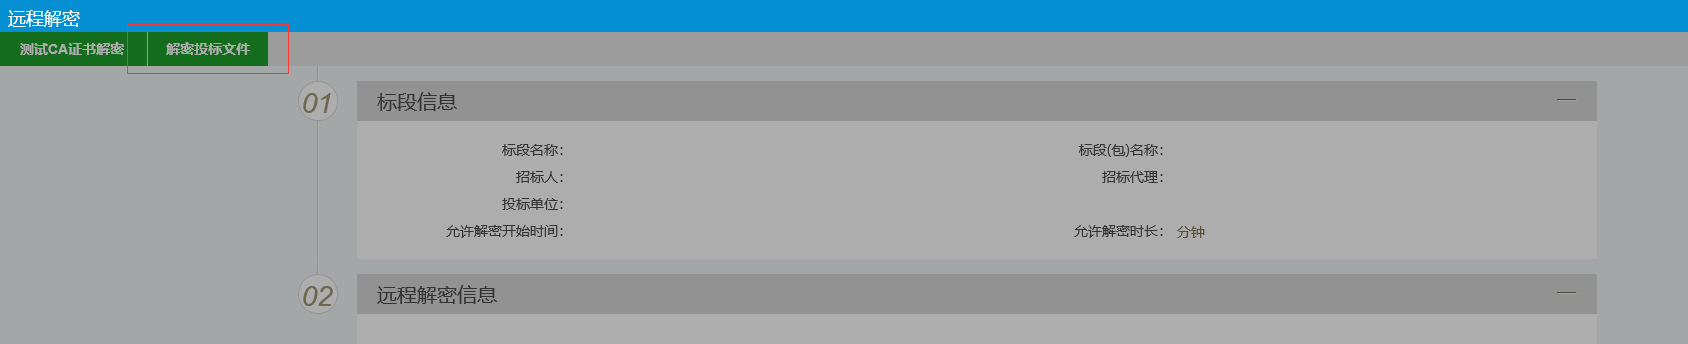 远程解密
测试CA证书解密 解密投标文件
01 标段信息
标段名称： 标段(包)名称：
招标人： 招标代理：
投标单位：
允许解密开始时间： 允许解密时长： 分钟
02 远程解密信息